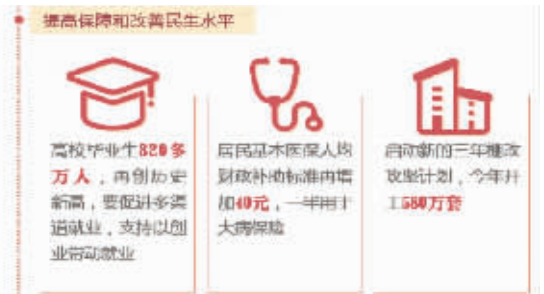 提高保障和改善民生水平
高校毕业生820多
万人，再创历史
新高，要促进多渠
道就业，支持以创
业带动就业
居民基本医保人均
财政补助标准再增
加40元，一半用于
大病保险
启动新的三年棚改
攻坚计划，今年开
工580万套